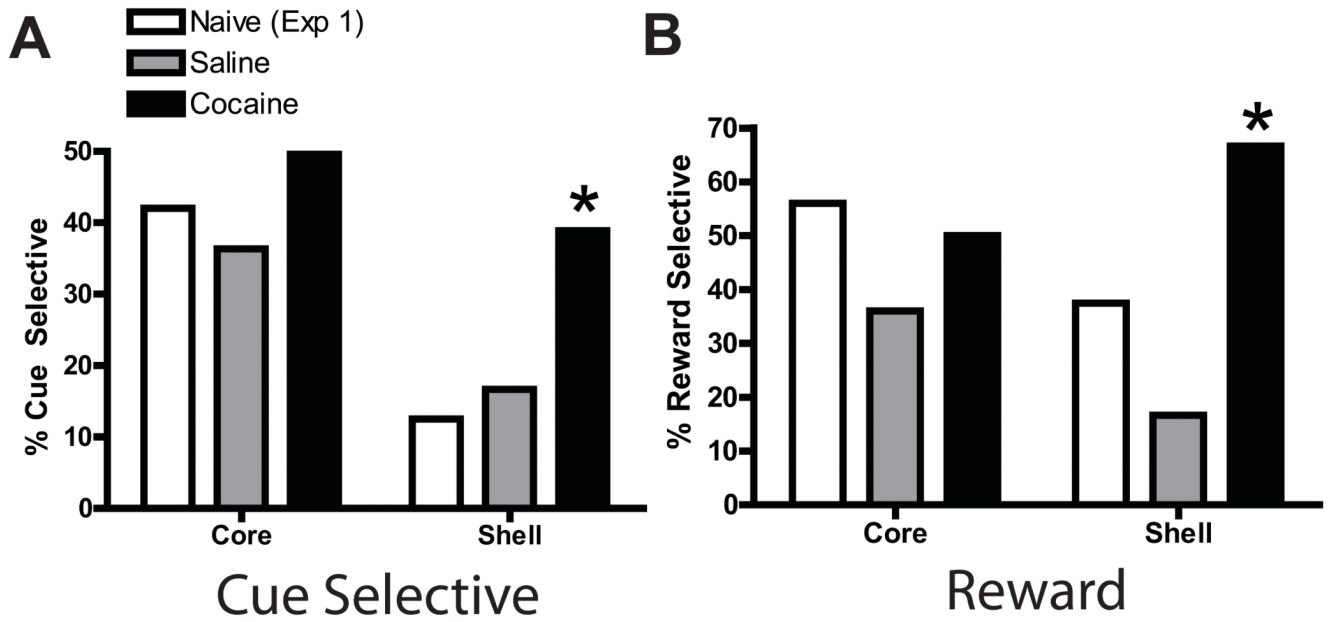 A
Naive (Exp 1)
Saline
Cocaine
% Cue Selective
50
40
30
20
10
0
*
Core
Shell
Cue Selective
B
% Reward Selective
70
60
50
40
30
20
10
0
*
Core
Shell
Reward